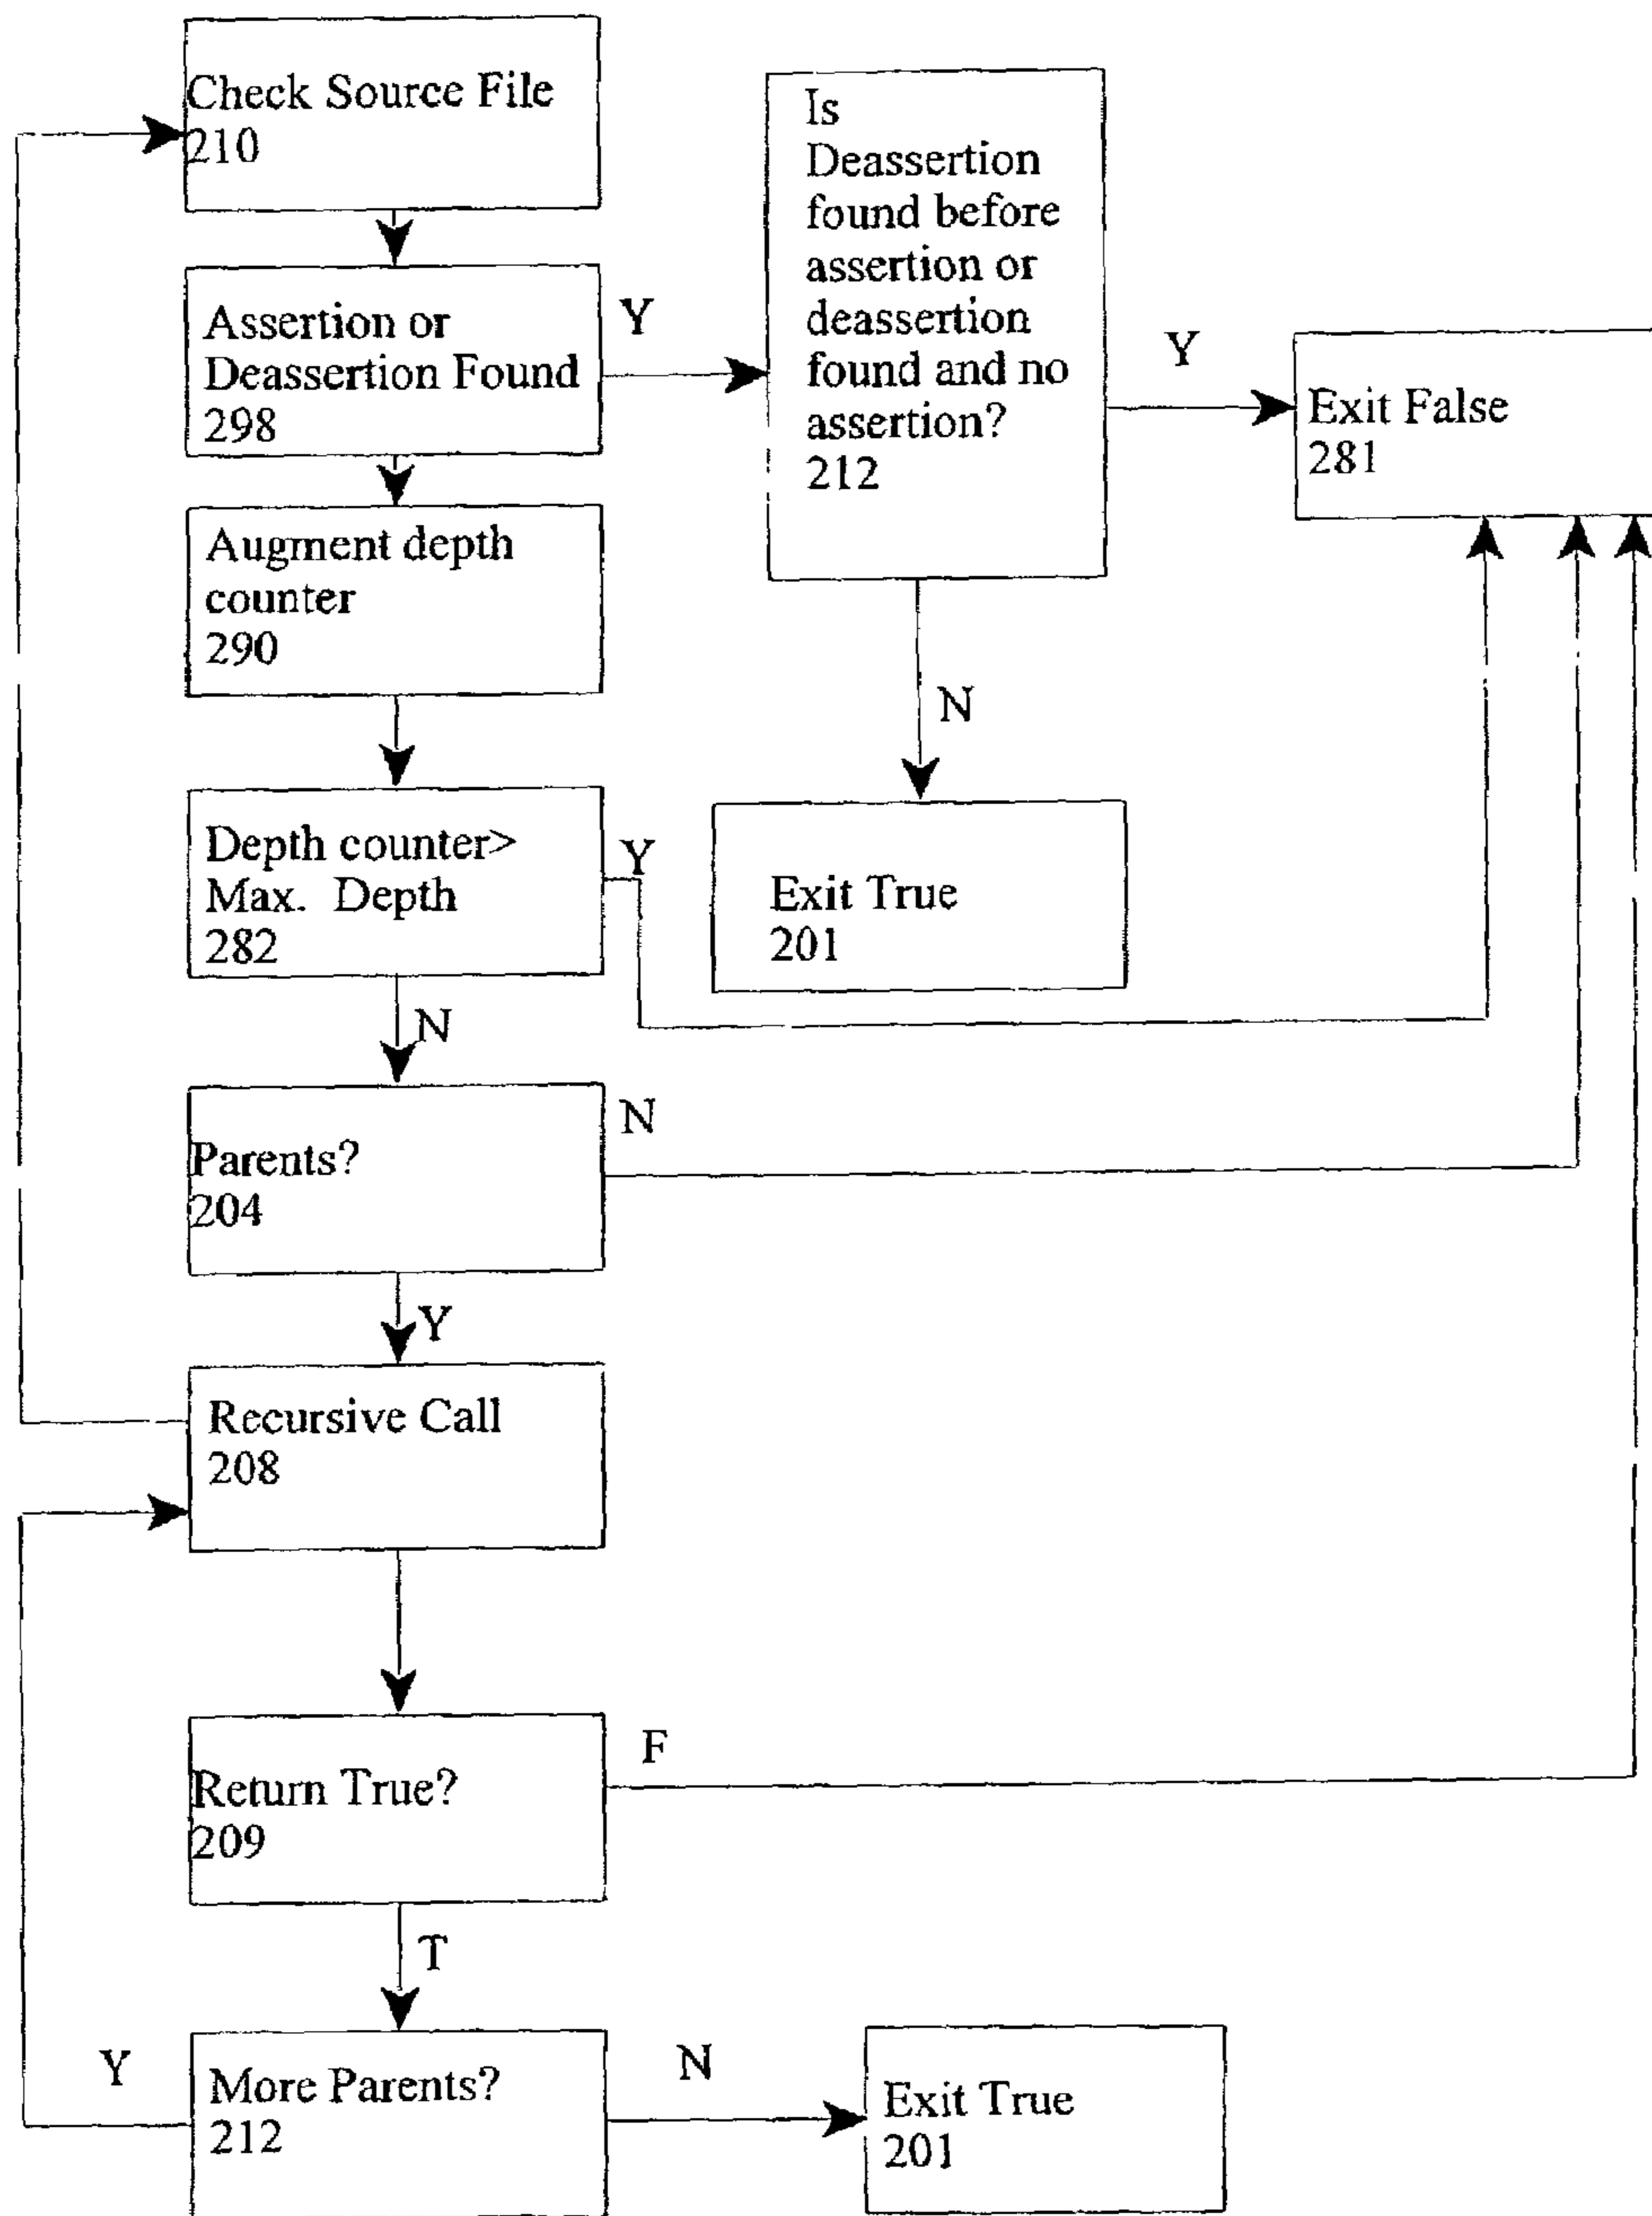 Check Source File
210
Is
Deassertion
found before
assertion or
deassertion
found and no
assertion?
212
Assertion or
Deassertion Found
298
Y
Y
Exit False
281
Augment depth
counter
290
N
Depth counter>
Max. Depth
282
Y
Exit True
201
N
Parents?
204
N
Y
Recursive Call
208
Return True?
209
F
T
Y
More Parents?
212
N
Exit True
201